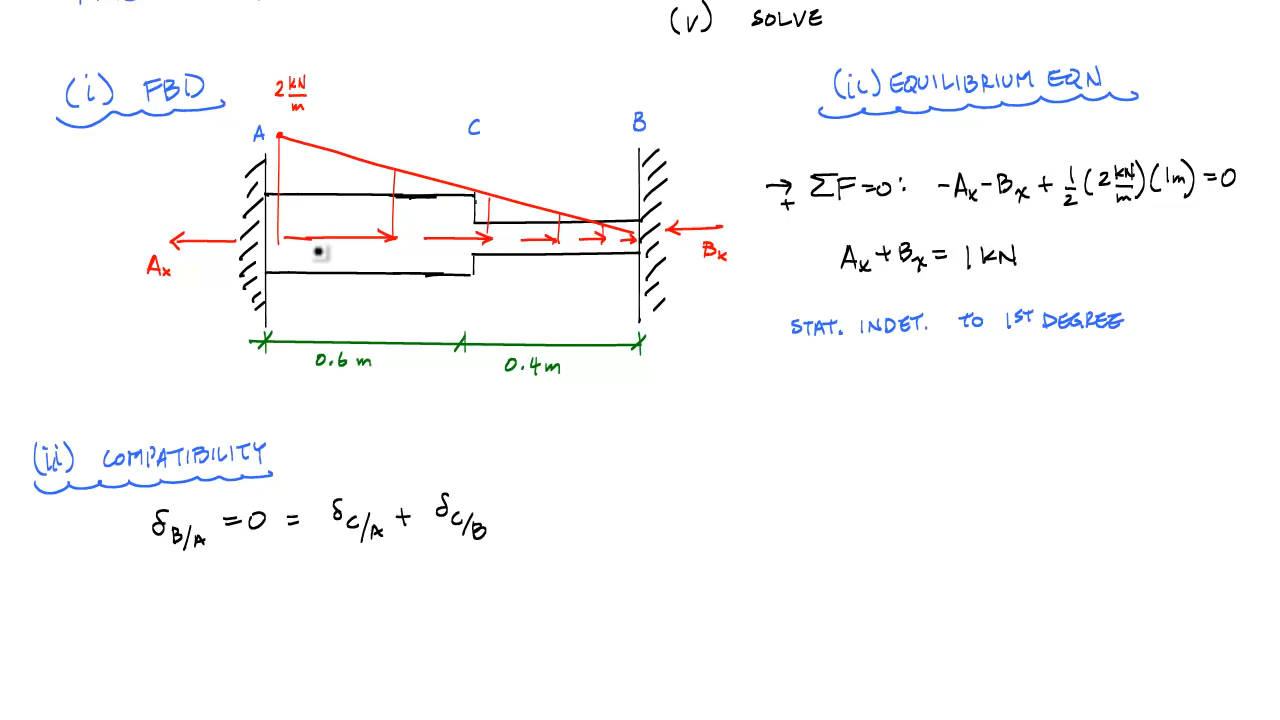 (v) SOLVE
(i) FBD
2 kN/m
A
C
B
Ax
Bx
0.6 m
0.4 m
(ii) EQUILIBRIUM EQN
→+ ΣF=0: -Ax - Bx + 1/2 (2 kN/m)(1m) = 0
Ax + Bx = 1 kN
STAT. INDET. TO 1ST DEGREE
(iii) COMPATIBILITY
δB/A = 0 = δC/A + δC/B